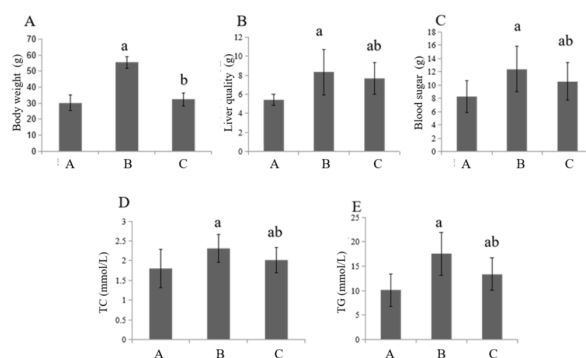 A
Body weight (g)
70
60
50
40
30
20
10
0
a
b
A B C
B
Liver quality (g)
12
10
8
6
4
2
0
a
ab
A B C
C
Blood sugar (g)
18
16
14
12
10
8
6
4
2
0
a
ab
A B C
D
TC (mmol/L)
3
2.5
2
1.5
1
0.5
0
a
ab
A B C
E
TG (mmol/L)
25
20
15
10
5
0
a
ab
A B C